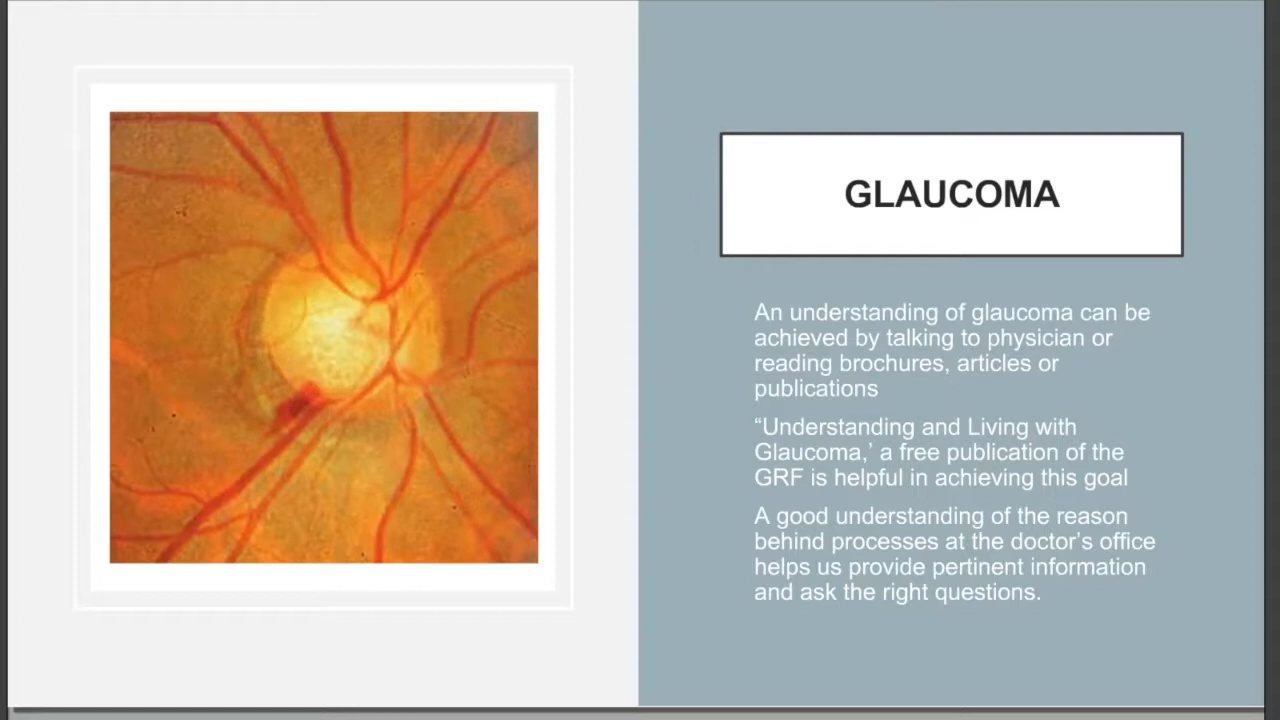 GLAUCOMA
An understanding of glaucoma can be
achieved by talking to physician or
reading brochures, articles or
publications
“Understanding and Living with
Glaucoma,’ a free publication of the
GRF is helpful in achieving this goal
A good understanding of the reason
behind processes at the doctor’s office
helps us provide pertinent information
and ask the right questions.